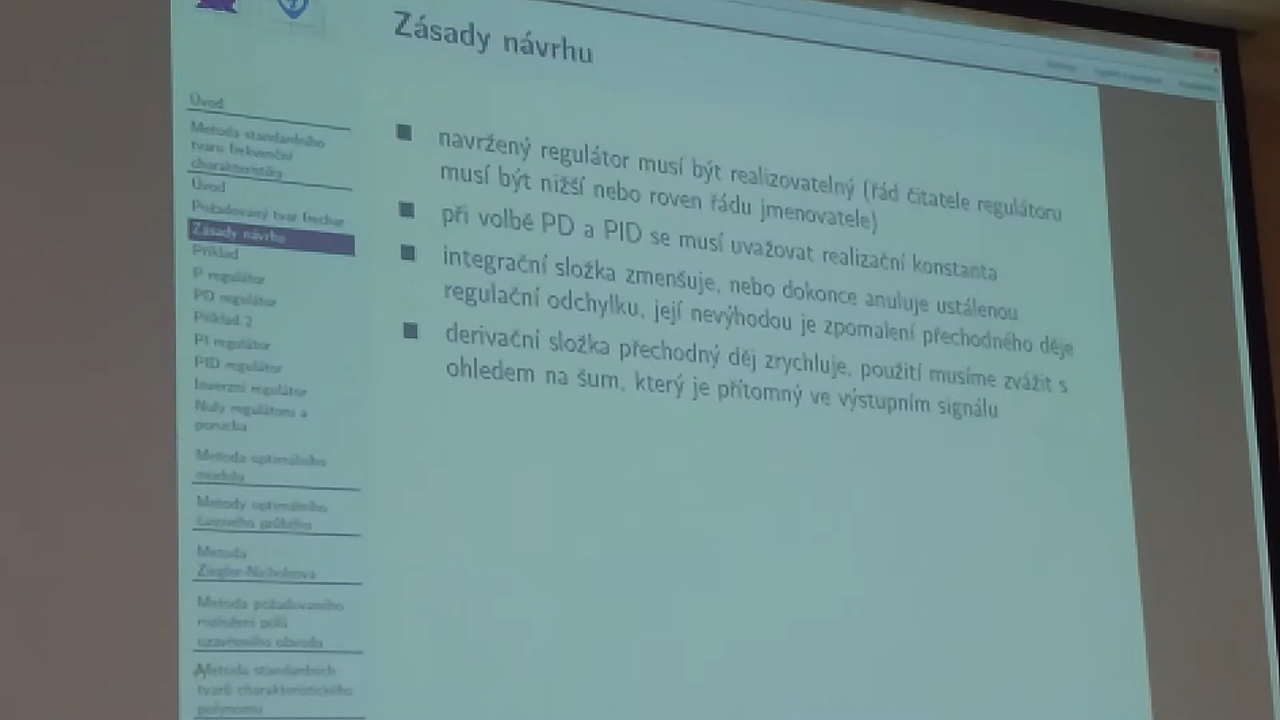 Zásady návrhu
Úvod
Metoda standardního
tvaru frekvenční
charakteristiky
Úvod
Požadovaný tvar frechar
Zásady návrhu
Příklad
P regulátor
PD regulátor
Příklad 2
PI regulátor
PID regulátor
Inverzní regulátor
Nuly regulátoru a
porucha
Metoda optimálního
modulu
Metody optimálního
časového průběhu
Metoda
Ziegler-Nicholsova
Metoda požadovaného
rozložení pólů
uzavřeného obvodu
Metoda standardních
tvarů charakteristického
polynomu
navržený regulátor musí být realizovatelný (řád čitatele regulátoru
musí být nižší nebo roven řádu jmenovatele)
při volbě PD a PID se musí uvažovat realizační konstanta
integrační složka zmenšuje, nebo dokonce anuluje ustálenou
regulační odchylku, její nevýhodou je zpomalení přechodného děje
derivační složka přechodný děj zrychluje, použití musíme zvážit s
ohledem na šum, který je přítomný ve výstupním signálu